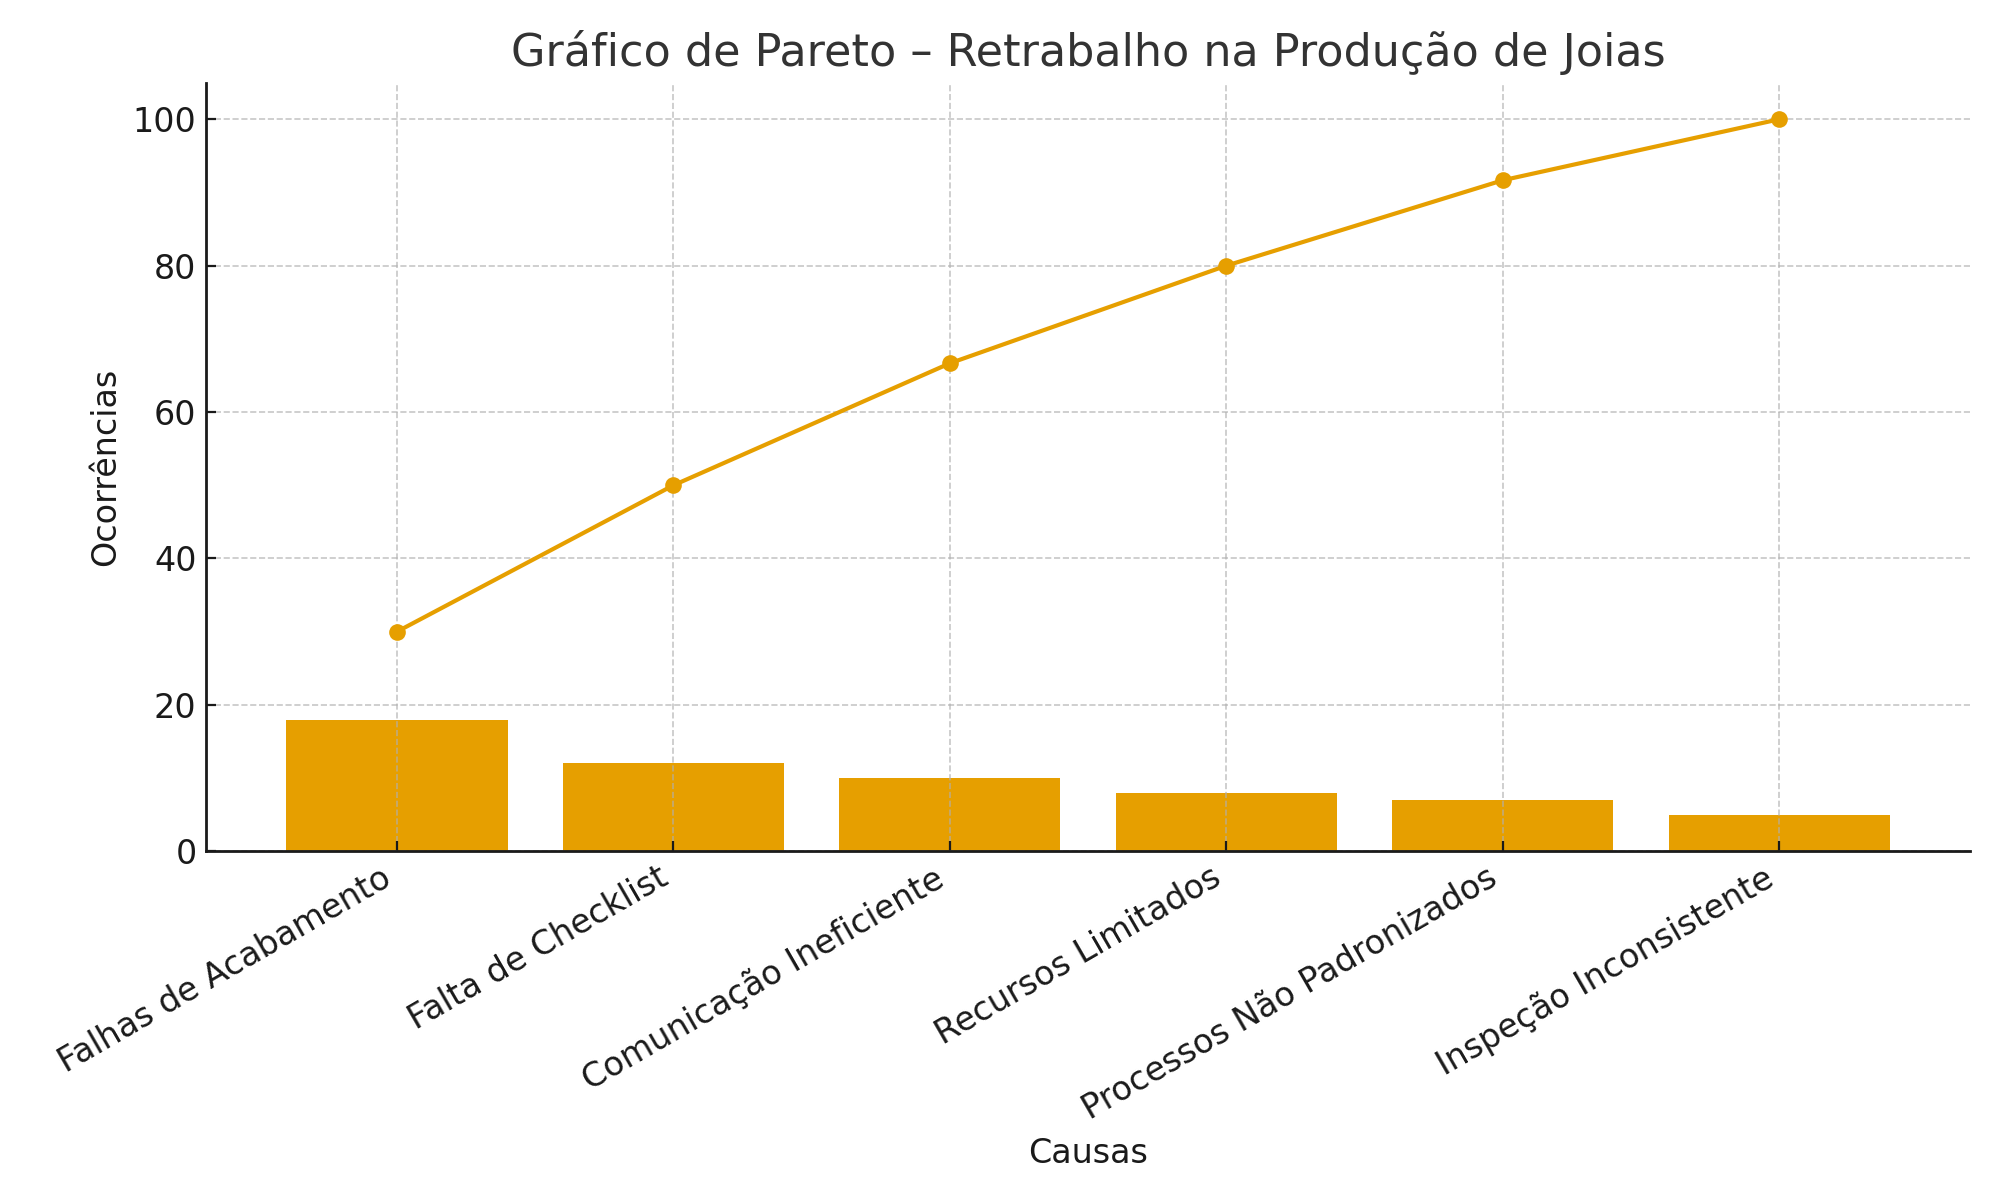 Gráfico de Pareto – Retrabalho na Produção de Joias
100
80
60
40
20
0
Ocorrências
Falhas de Acabamento
Falta de Checklist
Comunicação Ineficiente
Recursos Limitados
Processos Não Padronizados
Inspeção Inconsistente
Causas